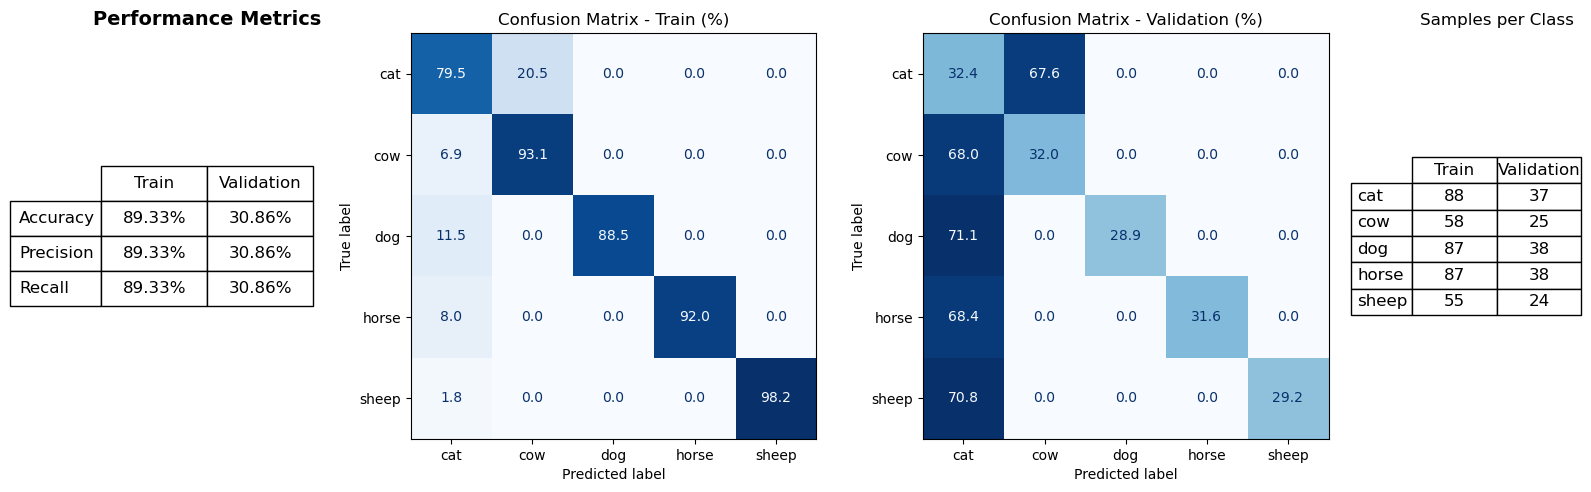 Performance Metrics
Train Validation
Accuracy 89.33% 30.86%
Precision 89.33% 30.86%
Recall 89.33% 30.86%
Confusion Matrix - Train (%)
True label
cat 79.5 20.5 0.0 0.0 0.0
cow 6.9 93.1 0.0 0.0 0.0
dog 11.5 0.0 88.5 0.0 0.0
horse 8.0 0.0 0.0 92.0 0.0
sheep 1.8 0.0 0.0 0.0 98.2
cat cow dog horse sheep
Predicted label
Confusion Matrix - Validation (%)
True label
cat 32.4 67.6 0.0 0.0 0.0
cow 68.0 32.0 0.0 0.0 0.0
dog 71.1 0.0 28.9 0.0 0.0
horse 68.4 0.0 0.0 31.6 0.0
sheep 70.8 0.0 0.0 0.0 29.2
cat cow dog horse sheep
Predicted label
Samples per Class
Train Validation
cat 88 37
cow 58 25
dog 87 38
horse 87 38
sheep 55 24